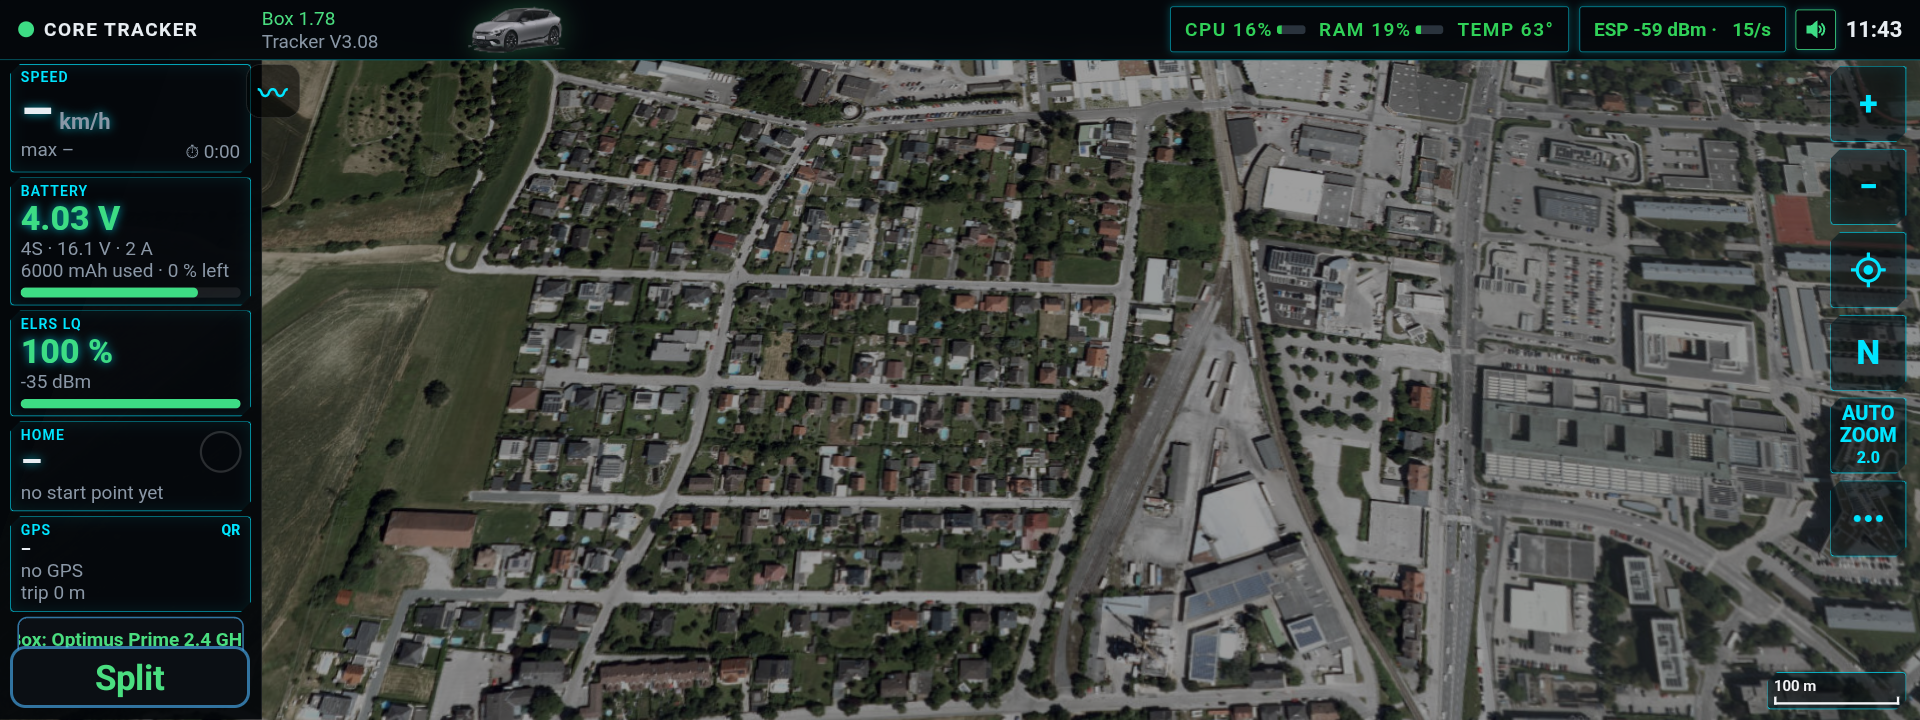 CORE TRACKER
Box 1.78
Tracker V3.08
CPU 16%
RAM 19%
TEMP 63°
ESP -59 dBm · 15/s
11:43
SPEED
– km/h
max –
⏱ 0:00
BATTERY
4.03 V
4S · 16.1 V · 2 A
6000 mAh used · 0 % left
ELRS LQ
100 %
-35 dBm
HOME
–
no start point yet
GPS
QR
–
no GPS
trip 0 m
ox: Optimus Prime 2.4 GH
Split
+
−
N
AUTO
ZOOM
2.0
•••
100 m